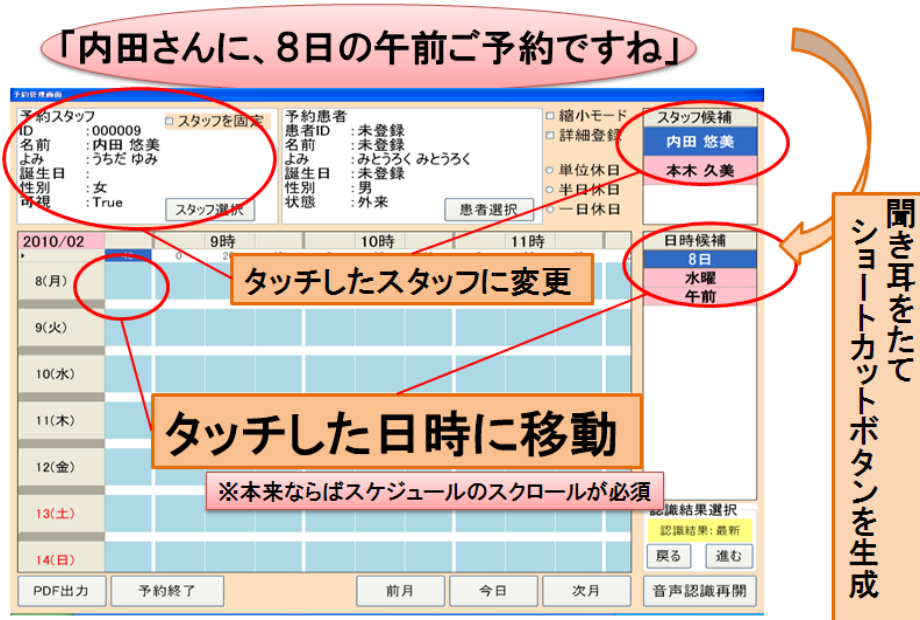 「内田さんに、8日の午前ご予約ですね」
予約管理画面
予約スタッフ
□ スタッフを固定
ID :000009
名前 :内田 悠美
よみ :うちだ ゆみ
誕生日 :
性別 :女
可視 :True
スタッフ選択
予約患者
患者ID :未登録
名前 :未登録
よみ :みとうろく みとうろく
誕生日 :未登録
性別 :男
状態 :外来
患者選択
□ 縮小モード
□ 詳細登録
○ 単位休日
○ 半日休日
○ 一日休日
スタッフ候補
内田 悠美
本木 久美
2010/02
9時
10時
11時
8(月)
9(火)
10(水)
11(木)
12(金)
13(土)
14(日)
タッチしたスタッフに変更
タッチした日時に移動
※本来ならばスケジュールのスクロールが必須
日時候補
8日
水曜
午前
認識結果選択
認識結果:最新
戻る
進む
PDF出力
予約終了
前月
今日
次月
音声認識再開
聞き耳をたて
ショートカットボタンを生成